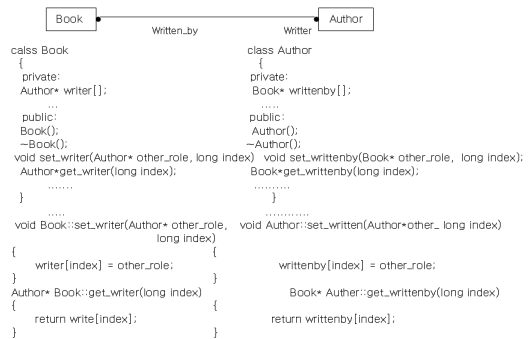 Book Author
Written_by Writter
calss Book class Author
{ {
private: private:
Author* writer[]; Book* writtenby[];
... .....
public: public:
Book(); Author();
~Book(); ~Author();
void set_writer(Author* other_role, long index) void set_writtenby(Book* other_role, long index);
Author*get_writer(long index); Book*get_writtenby(long index);
....... ..........
} }
..... ............
void Book::set_writer(Author* other_role, void Author::set_written(Author*other_ long index)
long index)
{ {
writer[index] = other_role; writtenby[index] = other_role;
} }
Author* Book::get_writer(long index) Book* Auther::get_writtenby(long index)
{ {
return write[index]; return writtenby[index];
} }